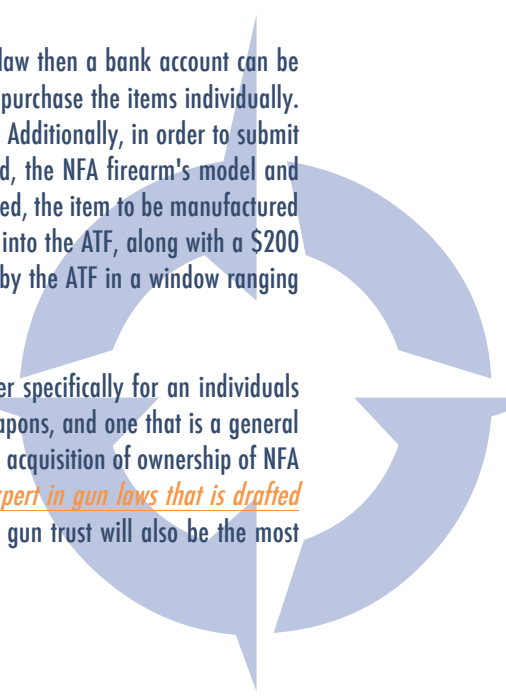 law then a bank account can be
purchase the items individually.
Additionally, in order to submit
d, the NFA firearm's model and
ed, the item to be manufactured
into the ATF, along with a $200
by the ATF in a window ranging
er specifically for an individuals
apons, and one that is a general
acquisition of ownership of NFA
xpert in gun laws that is drafted
gun trust will also be the most